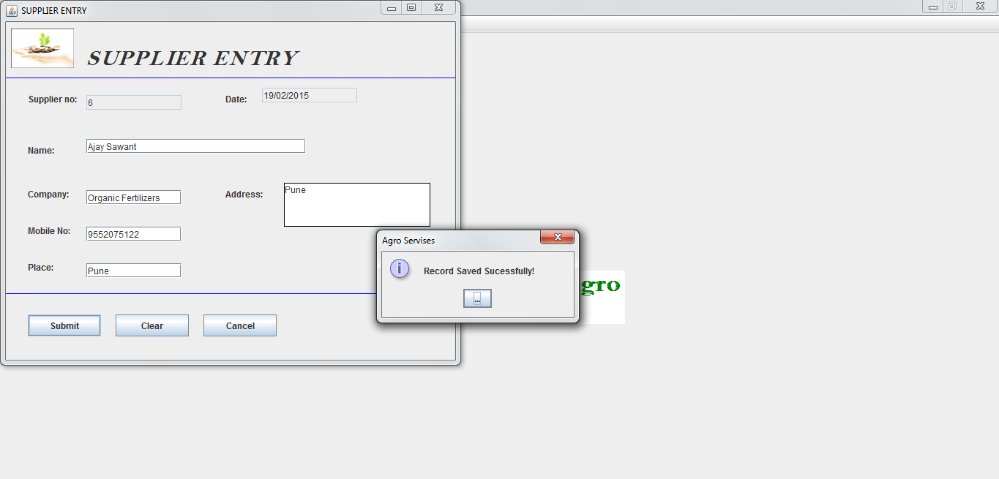 SUPPLIER ENTRY
SUPPLIER ENTRY
Supplier no: 6 Date: 19/02/2015
Name: Ajay Sawant
Company: Organic Fertilizers Address: Pune
Mobile No: 9552075122
Place: Pune
Submit Clear Cancel
Agro Servises
Record Saved Sucessfully!
...
gro